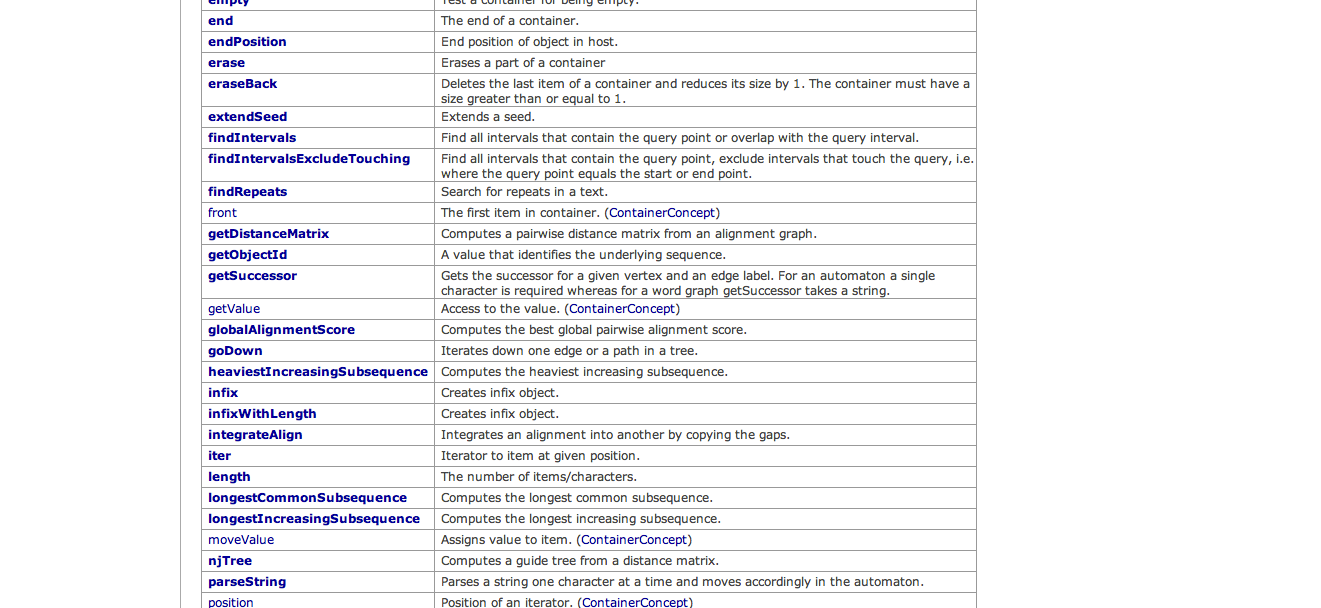 empty Test a container for being empty.
end The end of a container.
endPosition End position of object in host.
erase Erases a part of a container
eraseBack Deletes the last item of a container and reduces its size by 1. The container must have a
size greater than or equal to 1.
extendSeed Extends a seed.
findIntervals Find all intervals that contain the query point or overlap with the query interval.
findIntervalsExcludeTouching Find all intervals that contain the query point, exclude intervals that touch the query, i.e.
where the query point equals the start or end point.
findRepeats Search for repeats in a text.
front The first item in container. (ContainerConcept)
getDistanceMatrix Computes a pairwise distance matrix from an alignment graph.
getObjectId A value that identifies the underlying sequence.
getSuccessor Gets the successor for a given vertex and an edge label. For an automaton a single
character is required whereas for a word graph getSuccessor takes a string.
getValue Access to the value. (ContainerConcept)
globalAlignmentScore Computes the best global pairwise alignment score.
goDown Iterates down one edge or a path in a tree.
heaviestIncreasingSubsequence Computes the heaviest increasing subsequence.
infix Creates infix object.
infixWithLength Creates infix object.
integrateAlign Integrates an alignment into another by copying the gaps.
iter Iterator to item at given position.
length The number of items/characters.
longestCommonSubsequence Computes the longest common subsequence.
longestIncreasingSubsequence Computes the longest increasing subsequence.
moveValue Assigns value to item. (ContainerConcept)
njTree Computes a guide tree from a distance matrix.
parseString Parses a string one character at a time and moves accordingly in the automaton.
position Position of an iterator. (ContainerConcept)